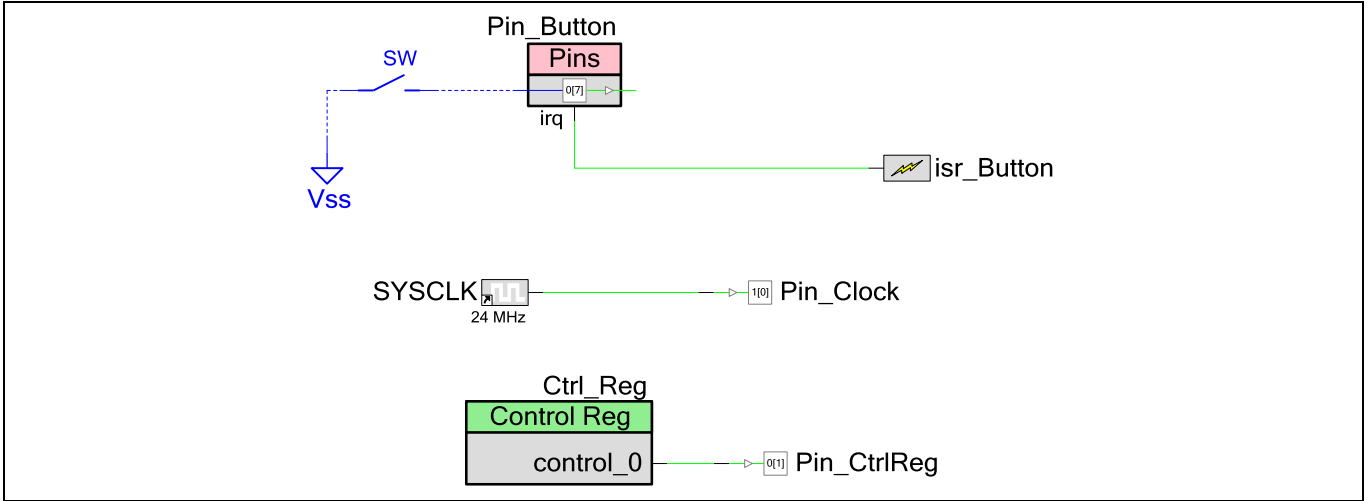 Pin_Button
SW
Pins
0[7]
irq
isr_Button
Vss
SYSCLK
1[0]
Pin_Clock
24 MHz
Ctrl_Reg
Control Reg
control_0
0[1]
Pin_CtrlReg